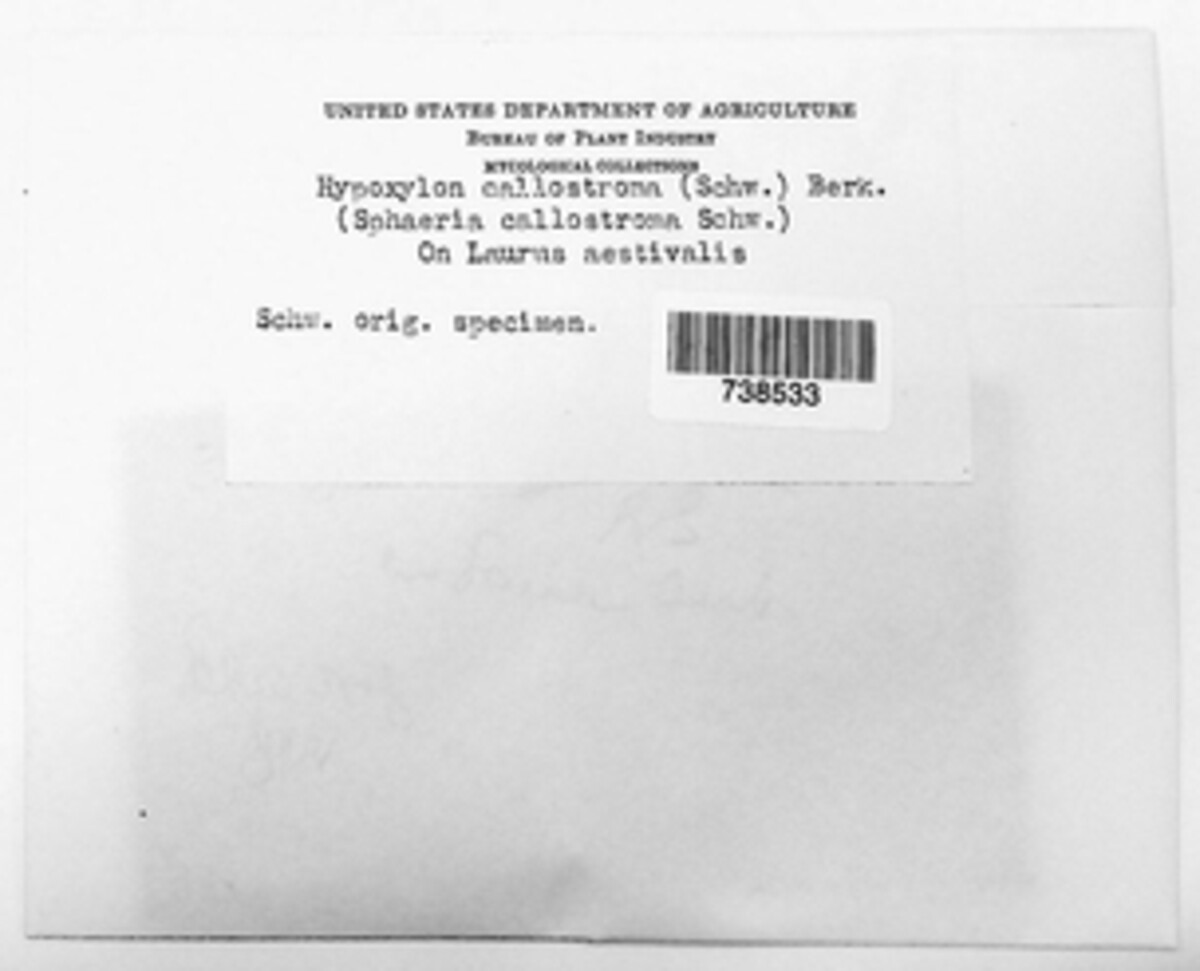 UNITED STATES DEPARTMENT OF AGRICULTURE
BUREAU OF PLANT INDUSTRY
MYCOLOGICAL COLLECTIONS
Hypoxylon callostroma (Schw.) Berk.
(Sphaeria callostroma Schw.)
On Laurus aestivalis
Schw. orig. specimen.
738533